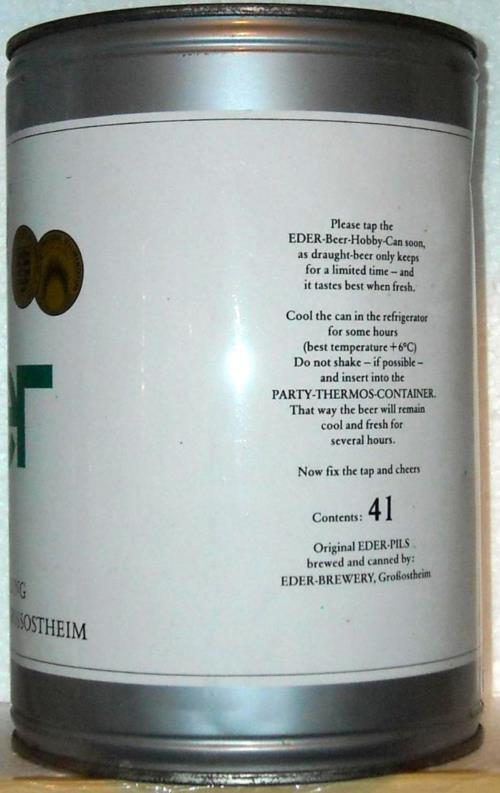 Please tap the
EDER-Beer-Hobby-Can soon,
as draught-beer only keeps
for a limited time – and
it tastes best when fresh.
Cool the can in the refrigerator
for some hours
(best temperature +6°C)
Do not shake – if possible –
and insert into the
PARTY-THERMOS-CONTAINER.
That way the beer will remain
cool and fresh for
several hours.
Now fix the tap and cheers
Contents: 4l
Original EDER-PILS
brewed and canned by:
EDER-BREWERY, Großostheim
er
NG
SSOSTHEIM